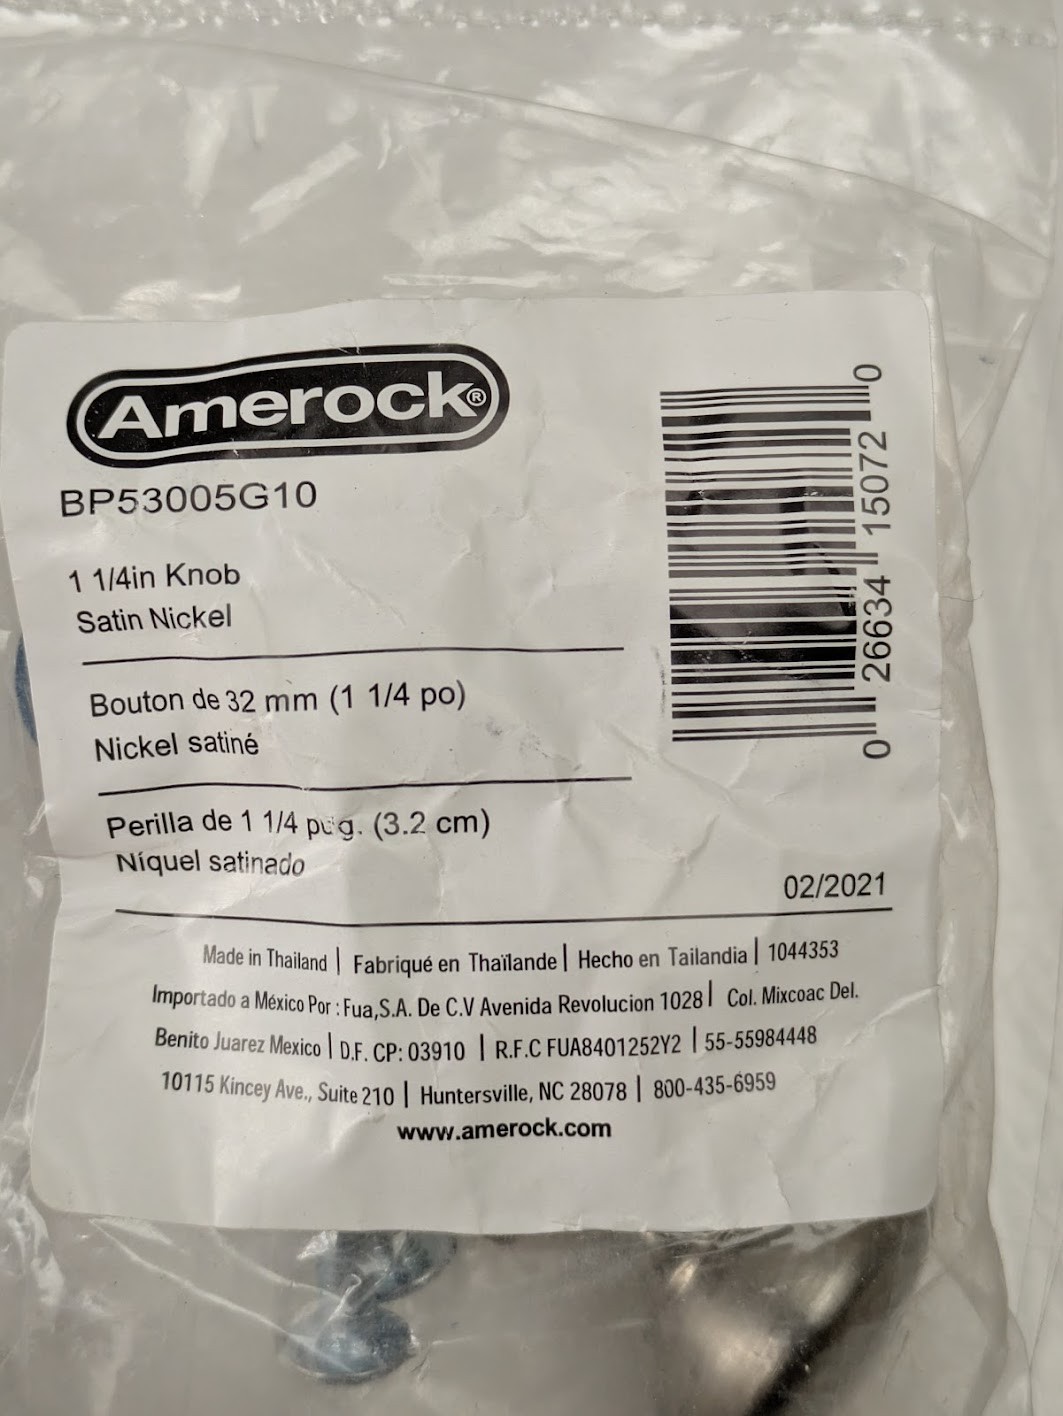 Amerock®
BP53005G10
1 1/4in Knob
Satin Nickel
Bouton de 32 mm (1 1/4 po)
Nickel satiné
Perilla de 1 1/4 pug. (3.2 cm)
Níquel satinado
0 26634 15072 0
02/2021
Made in Thailand | Fabriqué en Thaïlande | Hecho en Tailandia | 1044353
Importado a México Por : Fua,S.A. De C.V Avenida Revolucion 1028 | Col. Mixcoac Del.
Benito Juarez Mexico | D.F. CP: 03910 | R.F.C FUA8401252Y2 | 55-55984448
10115 Kincey Ave., Suite 210 | Huntersville, NC 28078 | 800-435-6959
www.amerock.com